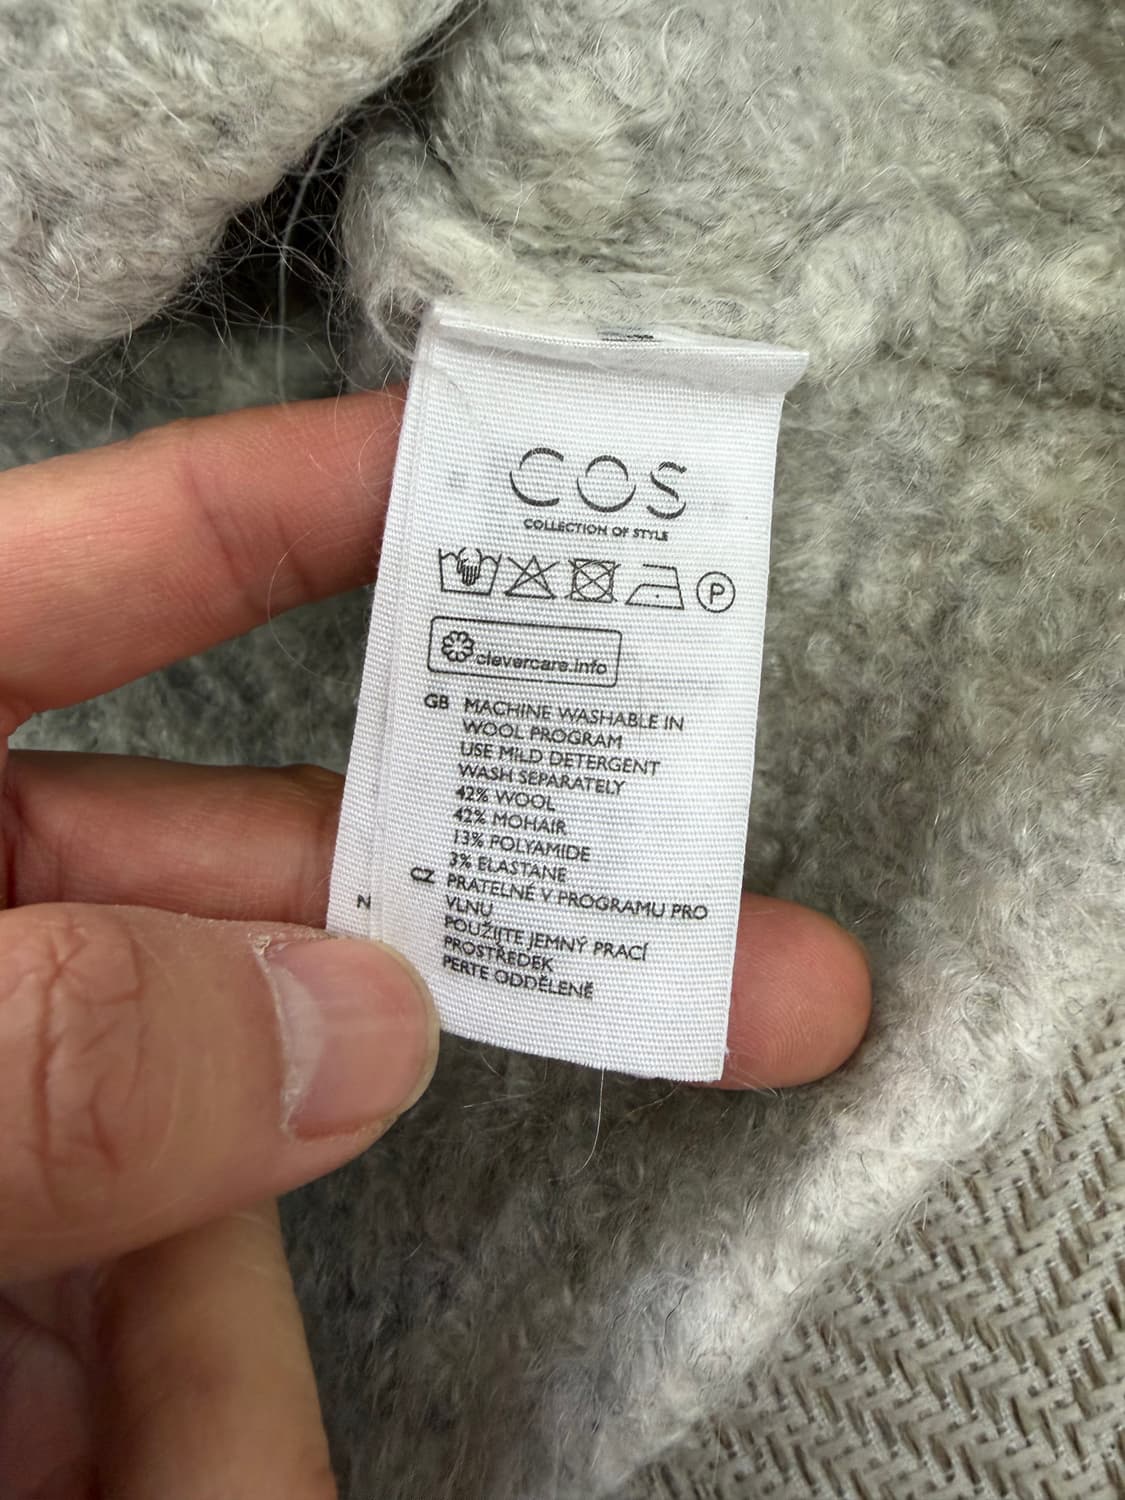 COS
COLLECTION OF STYLE
P
clevercare.info
GB MACHINE WASHABLE IN
WOOL PROGRAM
USE MILD DETERGENT
WASH SEPARATELY
42% WOOL
42% MOHAIR
13% POLYAMIDE
3% ELASTANE
CZ PRATELNÉ V PROGRAMU PRO
VLNU
POUŽIJTE JEMNÝ PRACÍ
PROSTŘEDEK
PERTE ODDĚLENĚ
N